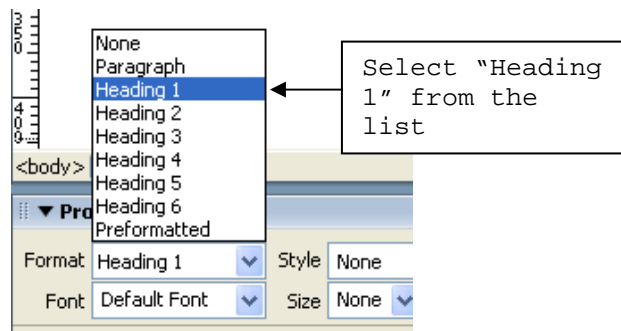 350
None
Paragraph
Heading 1
Heading 2
Heading 3
Heading 4
Heading 5
Heading 6
Preformatted
Select “Heading
1” from the
list
<body>
Format Heading 1 Style None
Font Default Font Size None